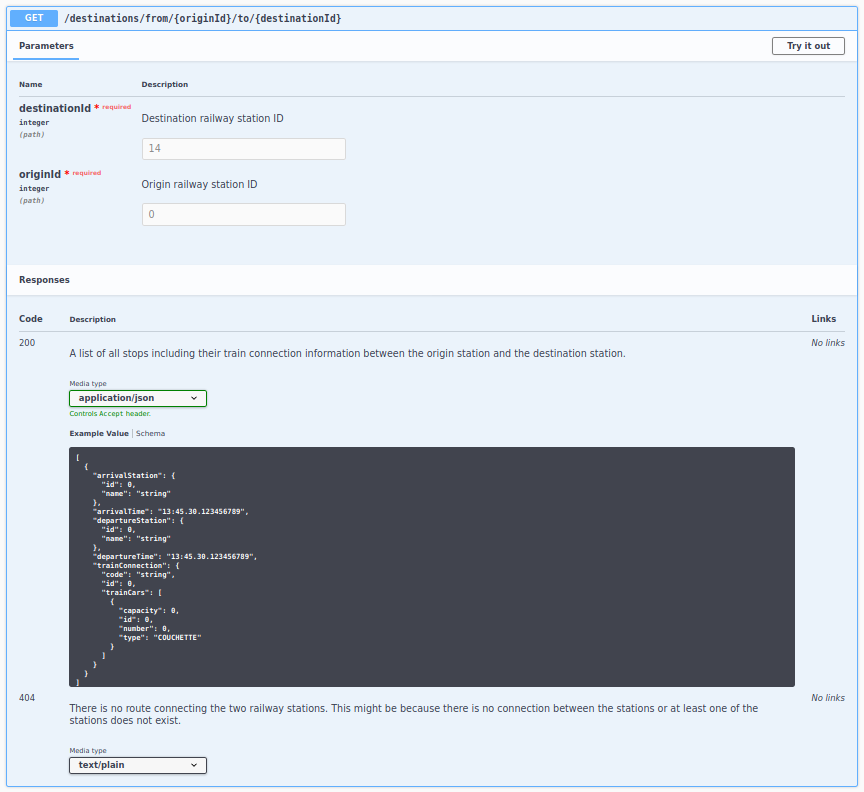 GET /destinations/from/{originId}/to/{destinationId}
Parameters
Try it out
Name Description
destinationId * required
integer
(path)
Destination railway station ID
14
originId * required
integer
(path)
Origin railway station ID
0
Responses
Code Description Links
200
A list of all stops including their train connection information between the origin station and the destination station.
No links
Media type
application/json
Controls Accept header.
Example Value | Schema
[
  {
    "arrivalStation": {
      "id": 0,
      "name": "string"
    },
    "arrivalTime": "13:45.30.123456789",
    "departureStation": {
      "id": 0,
      "name": "string"
    },
    "departureTime": "13:45.30.123456789",
    "trainConnection": {
      "code": "string",
      "id": 0,
      "trainCars": [
        {
          "capacity": 0,
          "id": 0,
          "number": 0,
          "type": "COUCHETTE"
        }
      ]
    }
  }
]
404
There is no route connecting the two railway stations. This might be because there is no connection between the stations or at least one of the
stations does not exist.
No links
Media type
text/plain